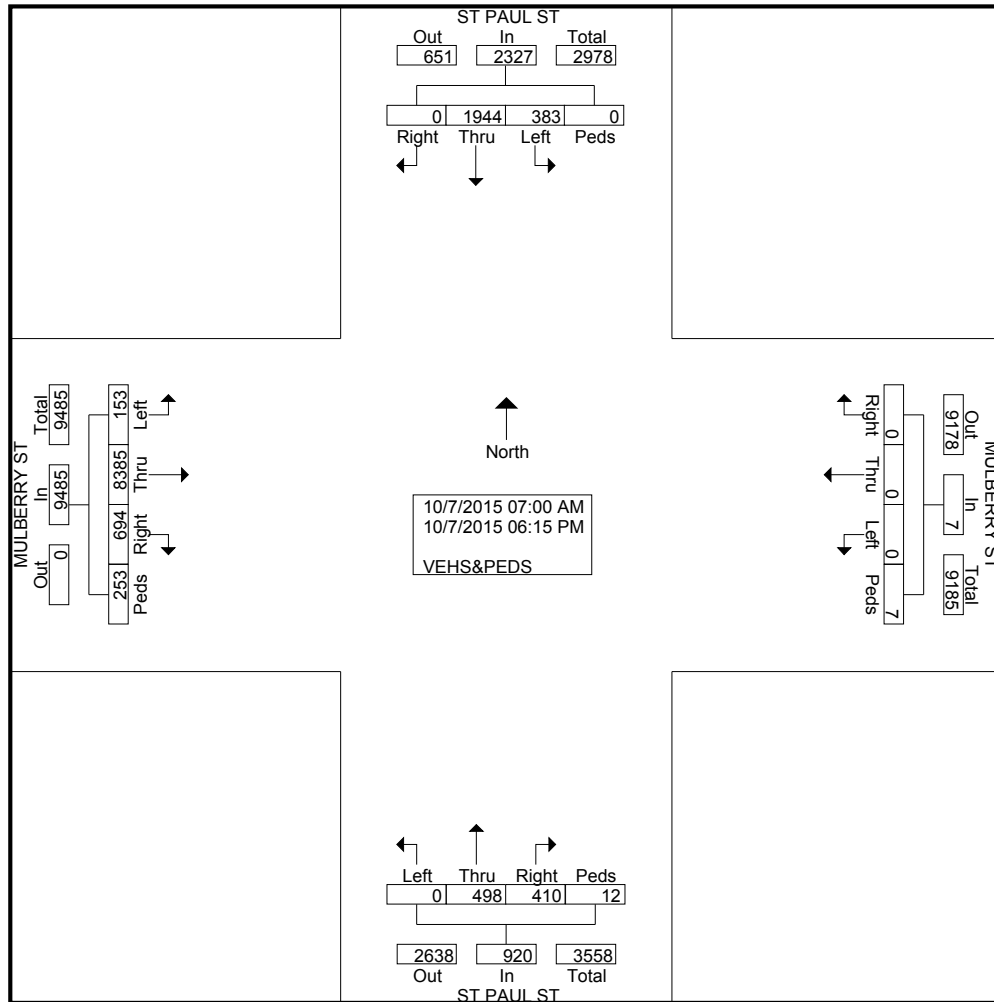 ST PAUL ST
Out In Total
651 2327 2978
0 1944 383 0
Right Thru Left Peds
MULBERRY ST
Total In Out
9485 9485 0
153 8385 694 253
Left Thru Right Peds
North
10/7/2015 07:00 AM
10/7/2015 06:15 PM
VEHS&PEDS
Right Thru Left Peds
0 0 0 7
9178 7 9185
Out In Total
MULBERRY ST
Left Thru Right Peds
0 498 410 12
2638 920 3558
Out In Total
ST PAUL ST